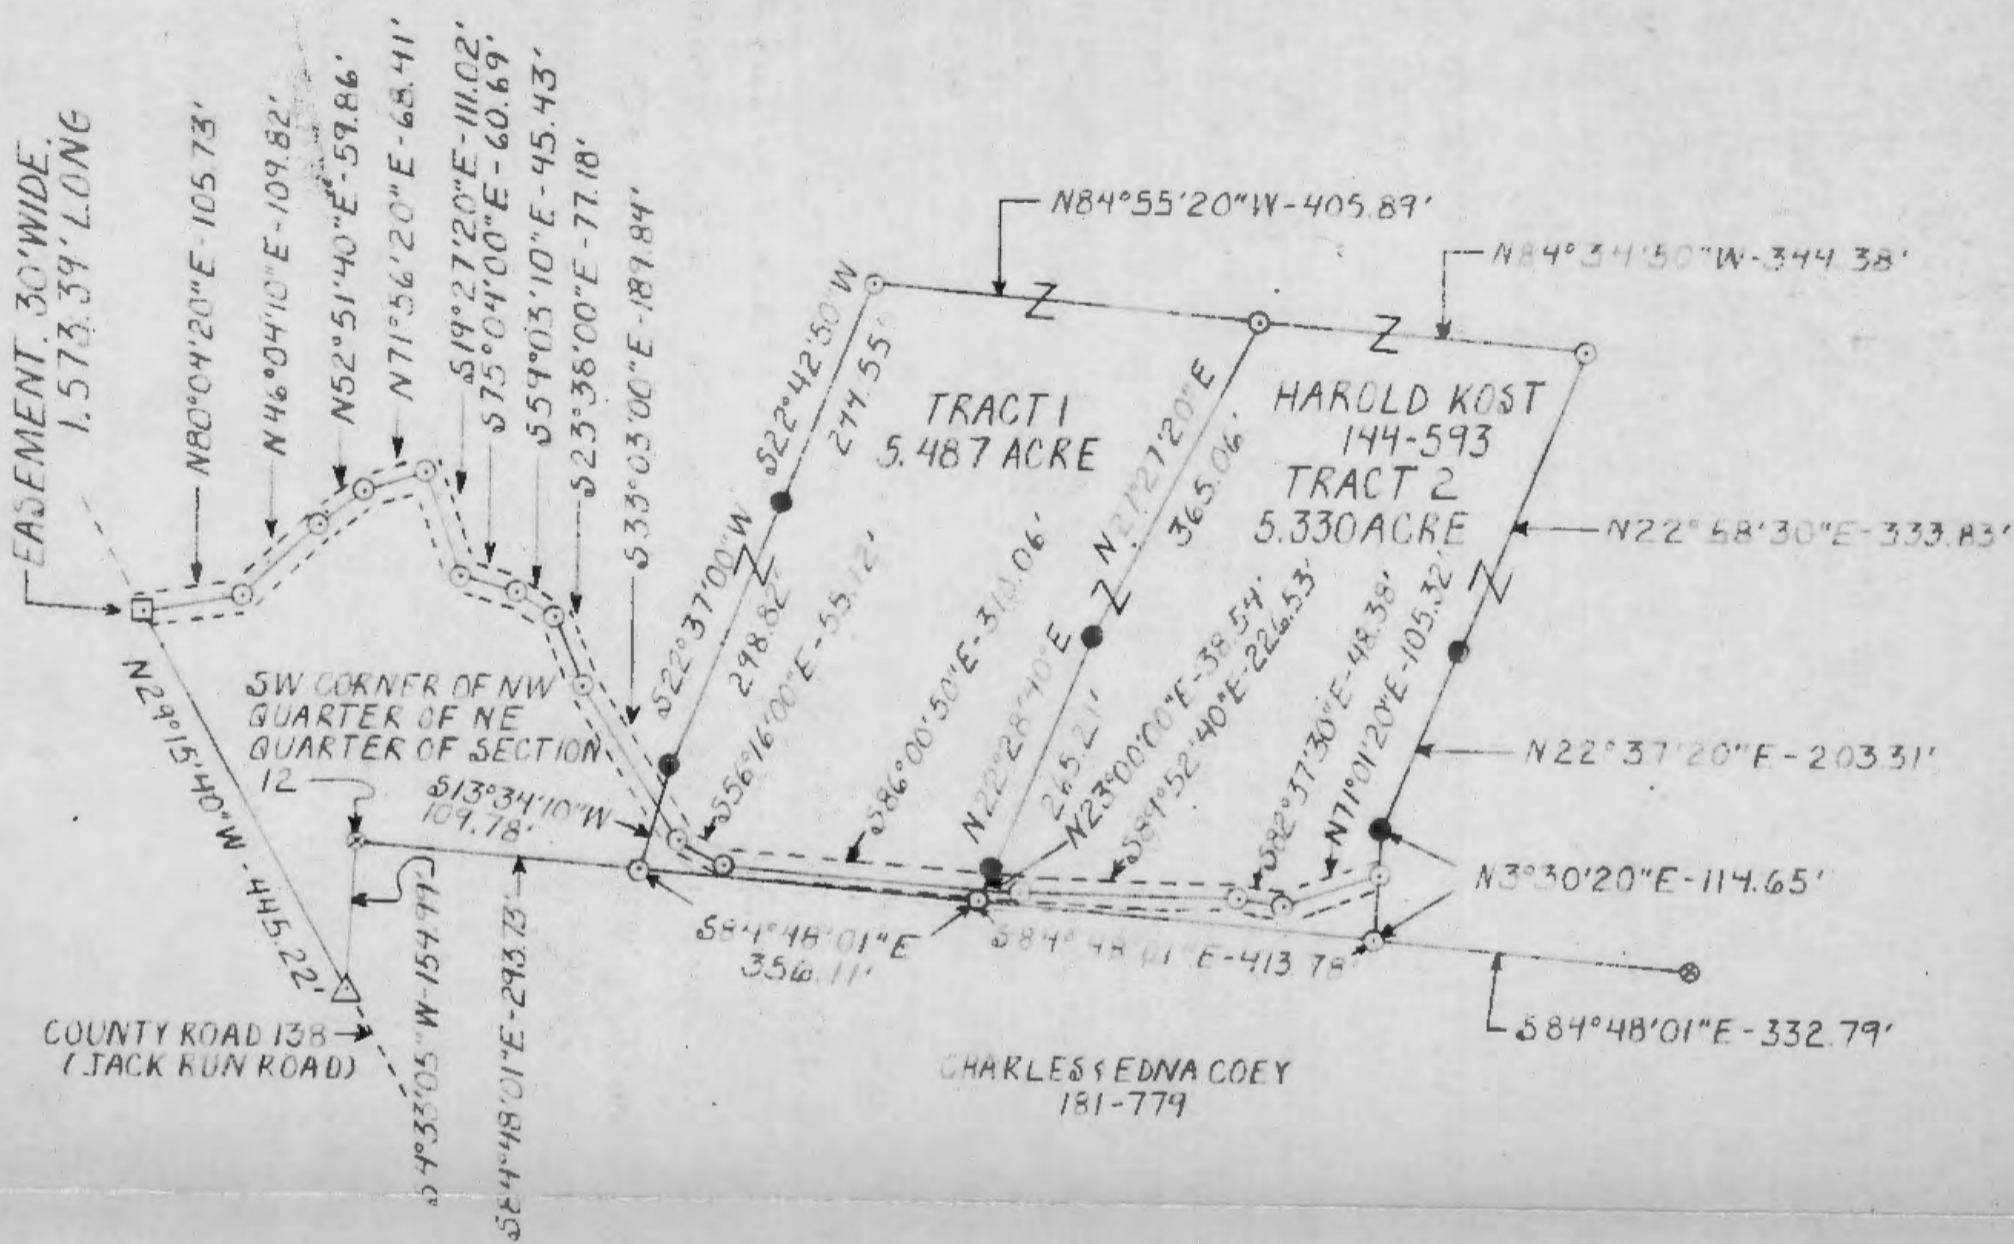 EASEMENT. 30' WIDE.
1.573.39' LONG
N80°04'20"E-105.73'
N46°04'10"E-109.82'
N52°51'40"E-59.86'
N71°56'20"E-68.41'
S19°27'20"E-111.02'
S75°04'00"E-60.69'
S59°03'10"E-45.43'
S23°38'00"E-77.18'
S33°03'00"E-189.84'
N84°55'20"W-405.89'
N84°34'50"W-344.38'
S22°42'50"W
244.55'
TRACT 1
5.487 ACRE
N21°27'20"E
365.06'
HAROLD KOST
144-593
TRACT 2
5.330 ACRE
N22°58'30"E-333.83'
S22°37'00"W
298.82'
S56°16'00"E-55.12'
S86°00'50"E-310.06'
N22°28'40"E
265.21'
N23°00'00"E-38.54'
S89°52'40"E-226.53'
S82°37'30"E-48.38'
N71°01'20"E-105.32'
N22°37'20"E-203.31'
N29°15'40"W-445.22'
SW CORNER OF NW
QUARTER OF NE
QUARTER OF SECTION
12
S13°34'10"W
109.78'
N3°30'20"E-114.65'
S84°48'01"E
356.11'
S84°48'01"E-413.78'
S84°48'01"E-332.79'
COUNTY ROAD 138
(JACK RUN ROAD)
S4°33'05"W-154.99'
S84°48'01"E-293.73'
CHARLES & EDNA COEY
181-779